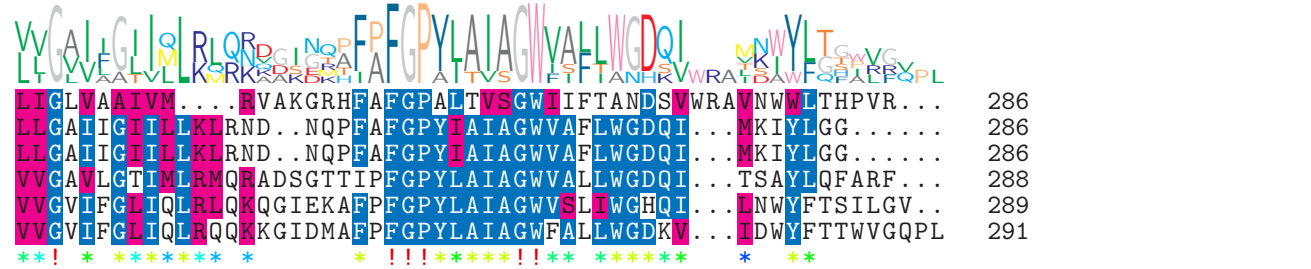 LIGLVAAIVM....RVAKGRHFAFGPALTVSGWIIFTANDSVWRAVNWWLTHPVR... 286
LLGAIIGIILLKLRND..NQPFAFGPYIAIAGWVAFLWGDQI...MKIYLGG...... 286
LLGAIIGIILLKLRND..NQPFAFGPYIAIAGWVAFLWGDQI...MKIYLGG...... 286
VVGAVLGTIMLRMQRADSGTTIPFGPYLAIAGWVALLWGDQI...TSAYLQFARF... 288
VVGVIFGLIQLRLQKQGIEKAFPFGPYLAIAGWVSLIWGHQI...LNWYFTSILGV.. 289
VVGVIFGLIQLRQQKKGIDMAFPFGPYLAIAGWFALLWGDKV...IDWYFTTWVGQPL 291
**! * ******* * * !!!*****!!** ****** * **